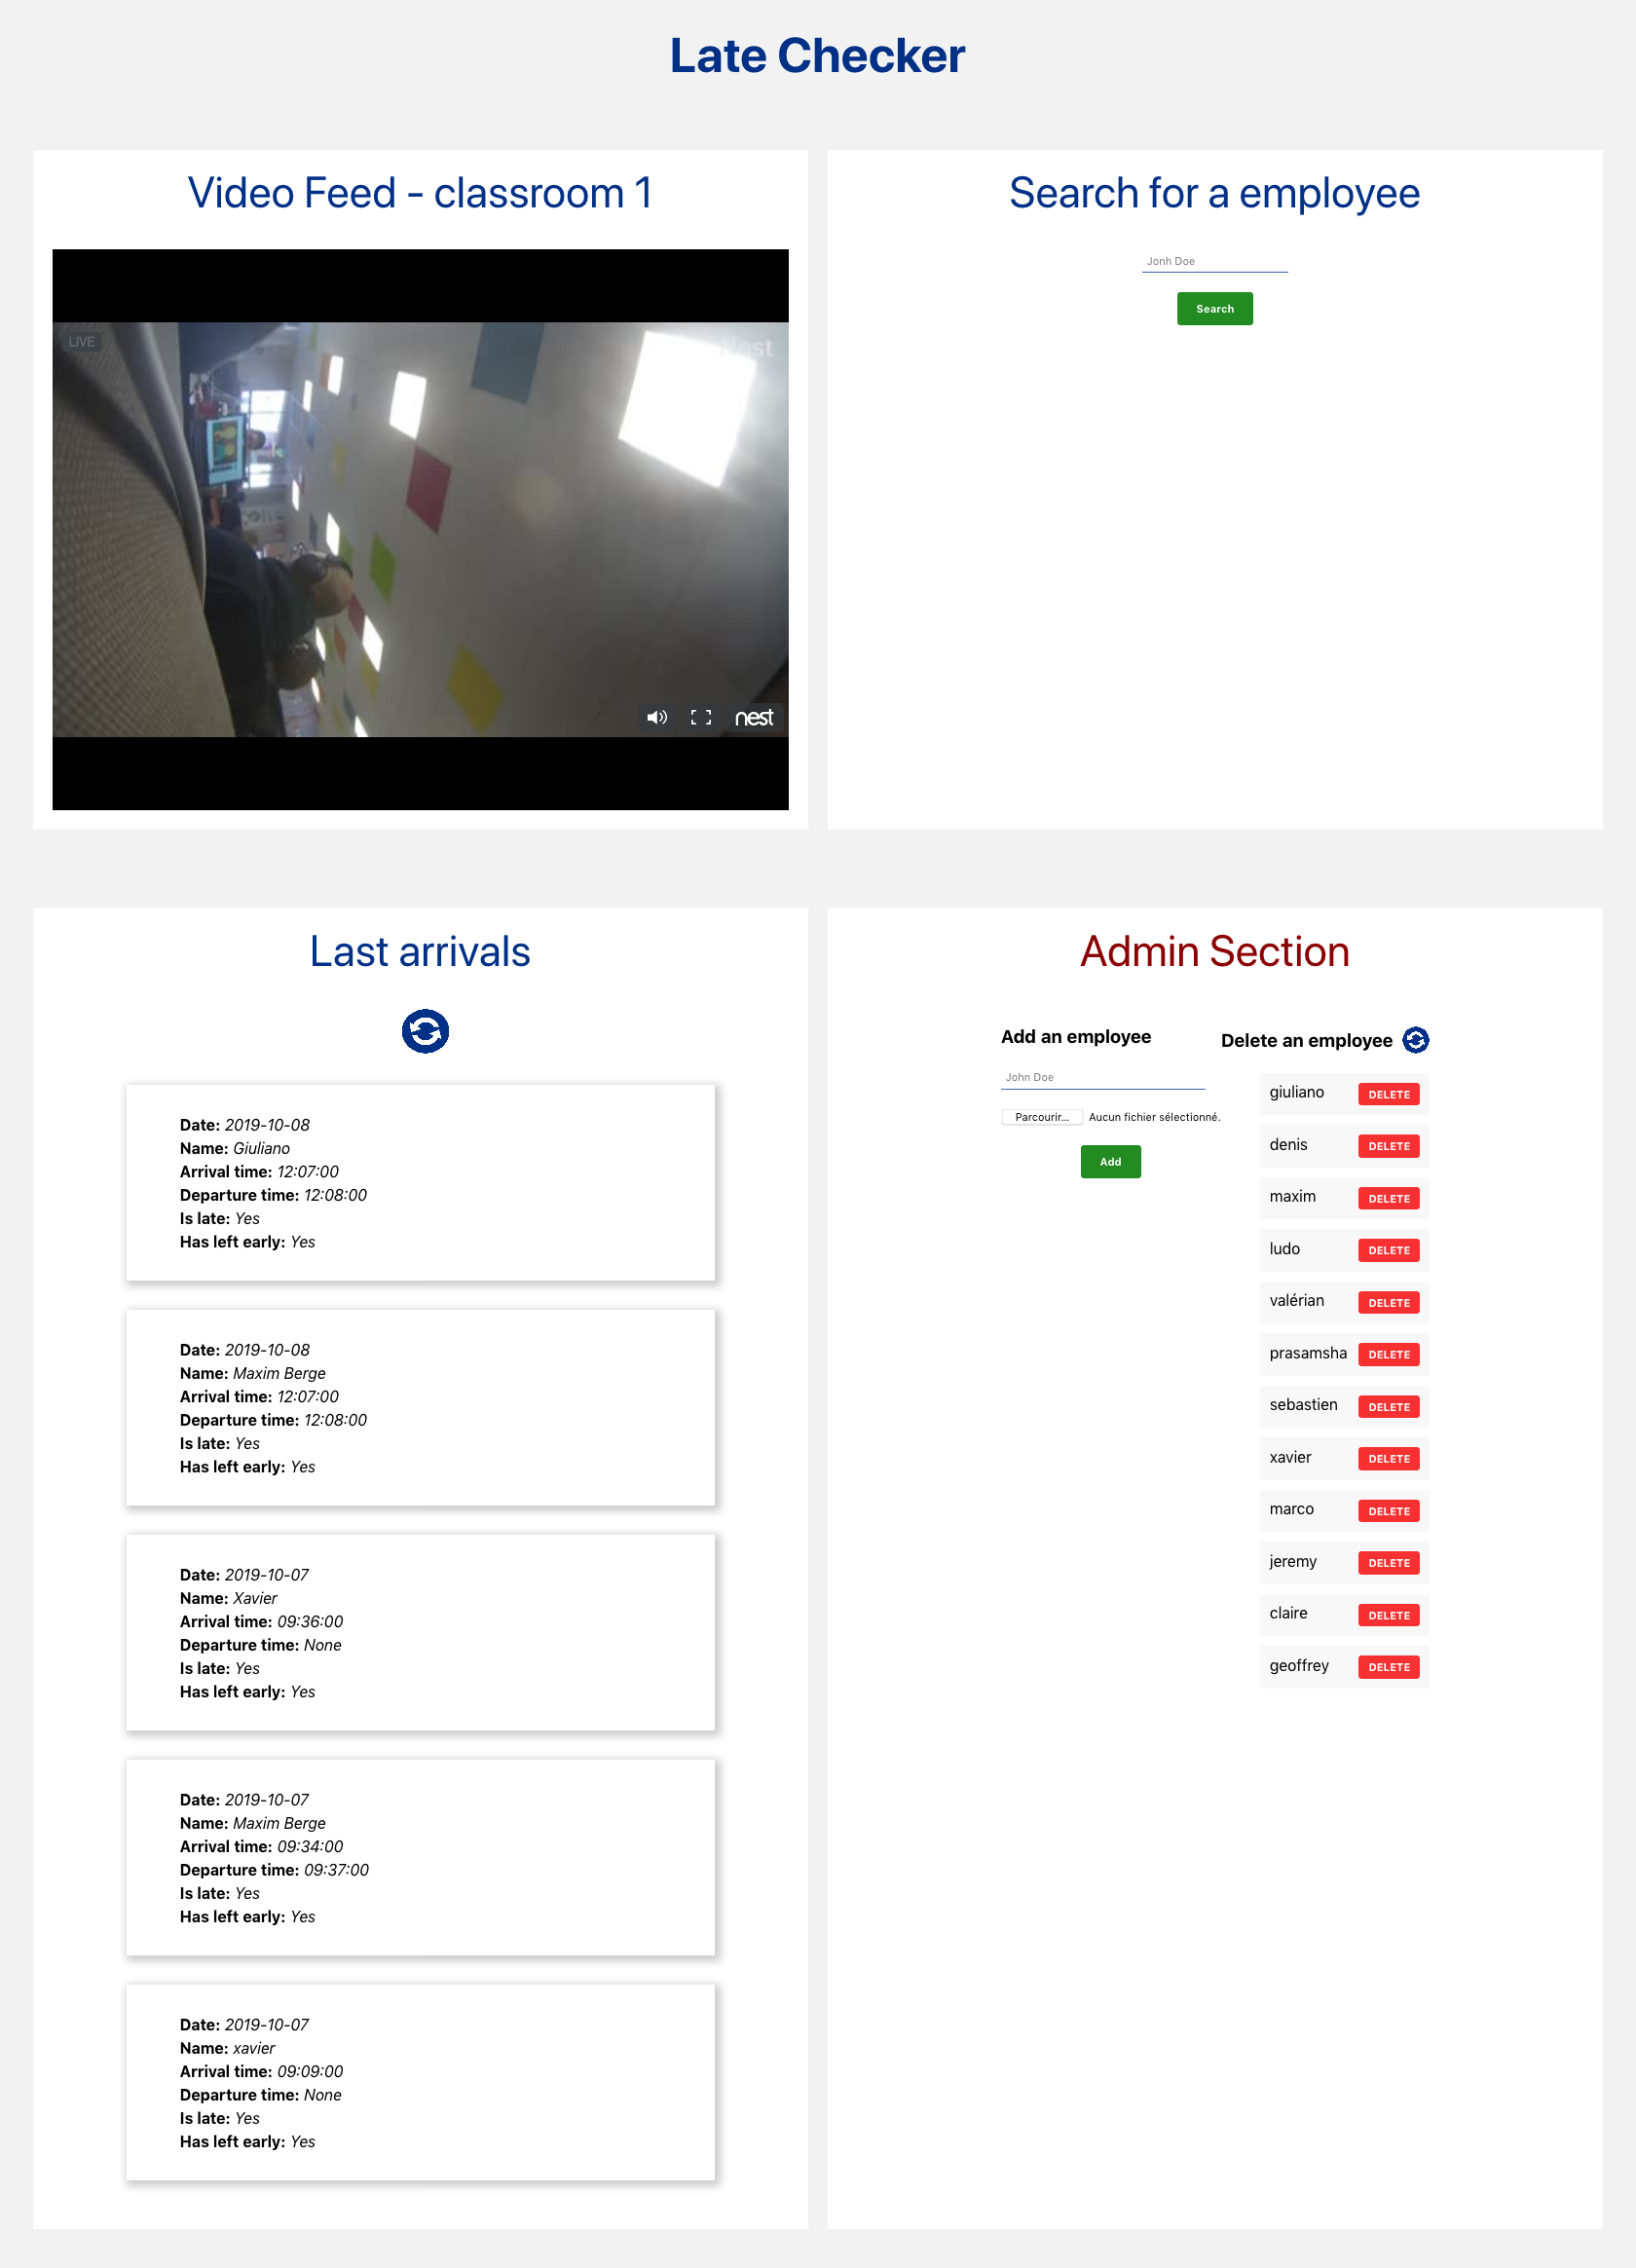 Late Checker
Video Feed - classroom 1
LIVE
Nest
nest
Search for a employee
Jonh Doe
Search
Last arrivals
Date: 2019-10-08
Name: Giuliano
Arrival time: 12:07:00
Departure time: 12:08:00
Is late: Yes
Has left early: Yes
Date: 2019-10-08
Name: Maxim Berge
Arrival time: 12:07:00
Departure time: 12:08:00
Is late: Yes
Has left early: Yes
Date: 2019-10-07
Name: Xavier
Arrival time: 09:36:00
Departure time: None
Is late: Yes
Has left early: Yes
Date: 2019-10-07
Name: Maxim Berge
Arrival time: 09:34:00
Departure time: 09:37:00
Is late: Yes
Has left early: Yes
Date: 2019-10-07
Name: xavier
Arrival time: 09:09:00
Departure time: None
Is late: Yes
Has left early: Yes
Admin Section
Add an employee
John Doe
Parcourir... Aucun fichier sélectionné.
Add
Delete an employee
giuliano DELETE
denis DELETE
maxim DELETE
ludo DELETE
valérian DELETE
prasamsha DELETE
sebastien DELETE
xavier DELETE
marco DELETE
jeremy DELETE
claire DELETE
geoffrey DELETE